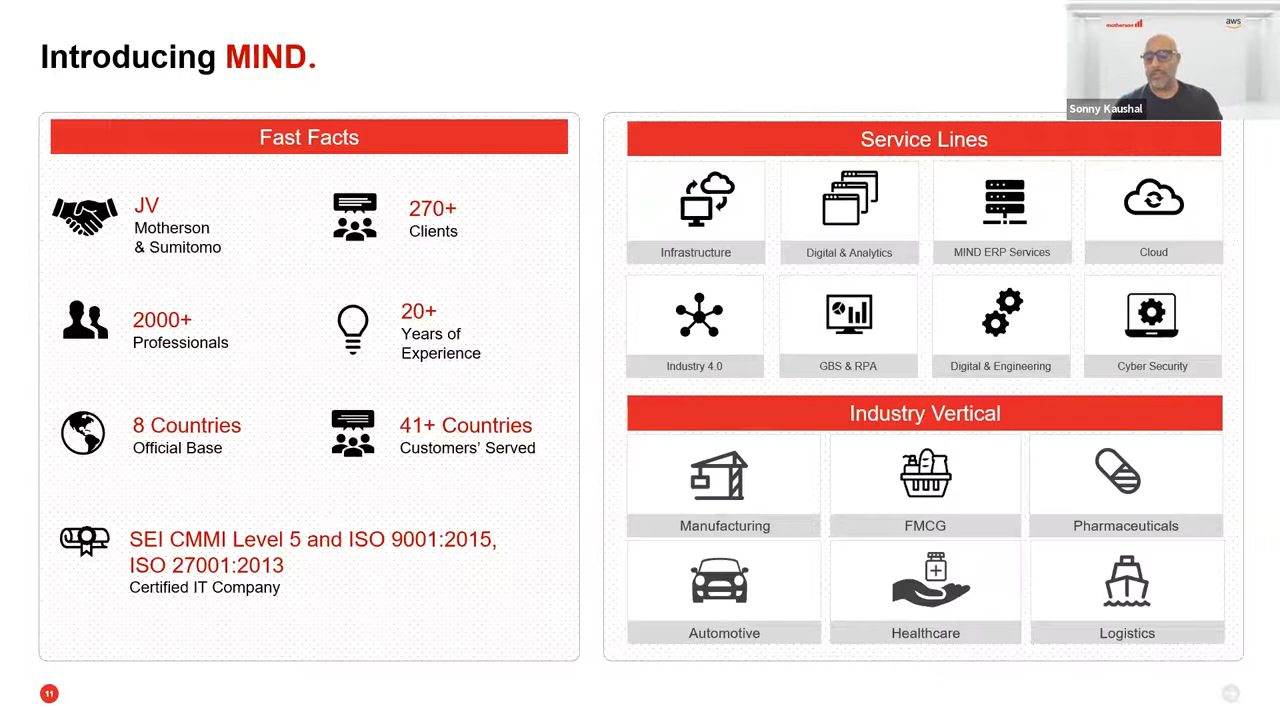 Introducing MIND.
motherson
aws
Sonny Kaushal
Fast Facts
JV
Motherson
& Sumitomo
270+
Clients
2000+
Professionals
20+
Years of
Experience
8 Countries
Official Base
41+ Countries
Customers' Served
SEI CMMI Level 5 and ISO 9001:2015,
ISO 27001:2013
Certified IT Company
Service Lines
Infrastructure
Digital & Analytics
MIND ERP Services
Cloud
Industry 4.0
GBS & RPA
Digital & Engineering
Cyber Security
Industry Vertical
Manufacturing
FMCG
Pharmaceuticals
Automotive
Healthcare
Logistics
11